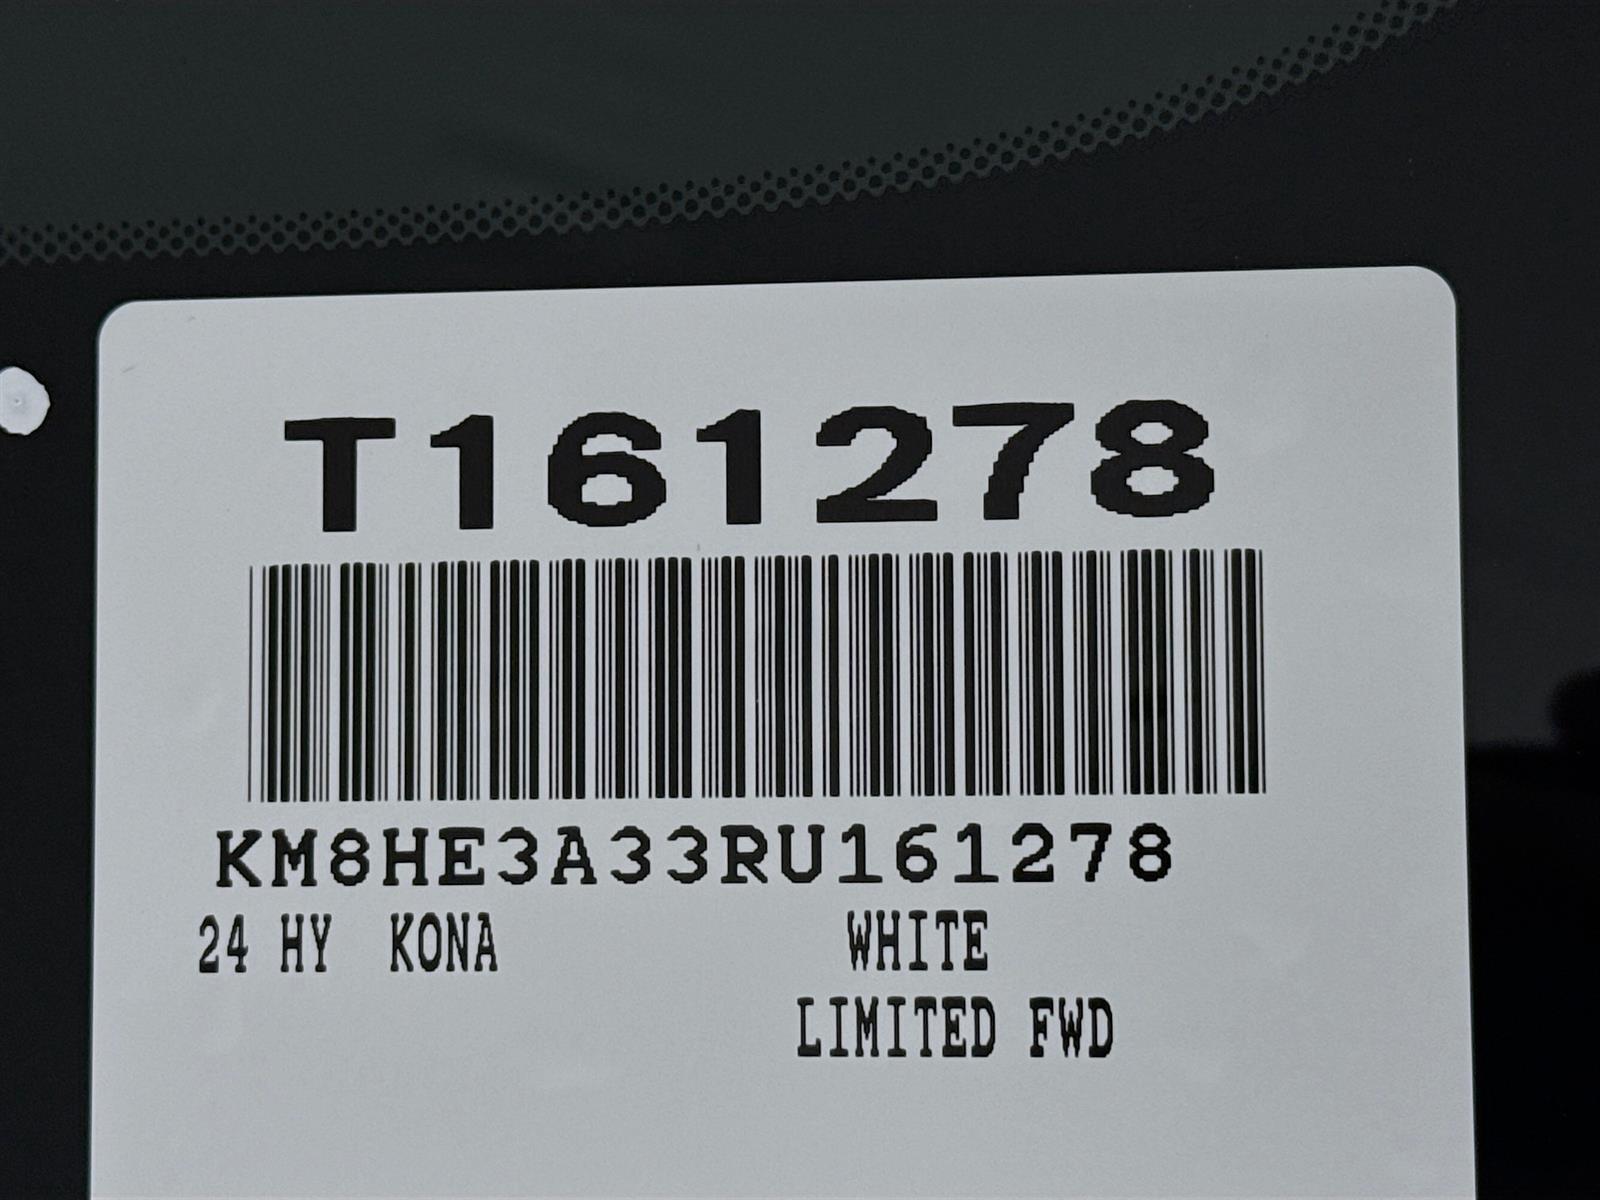 T161278
KM8HE3A33RU161278
24 HY KONA WHITE
LIMITED FWD